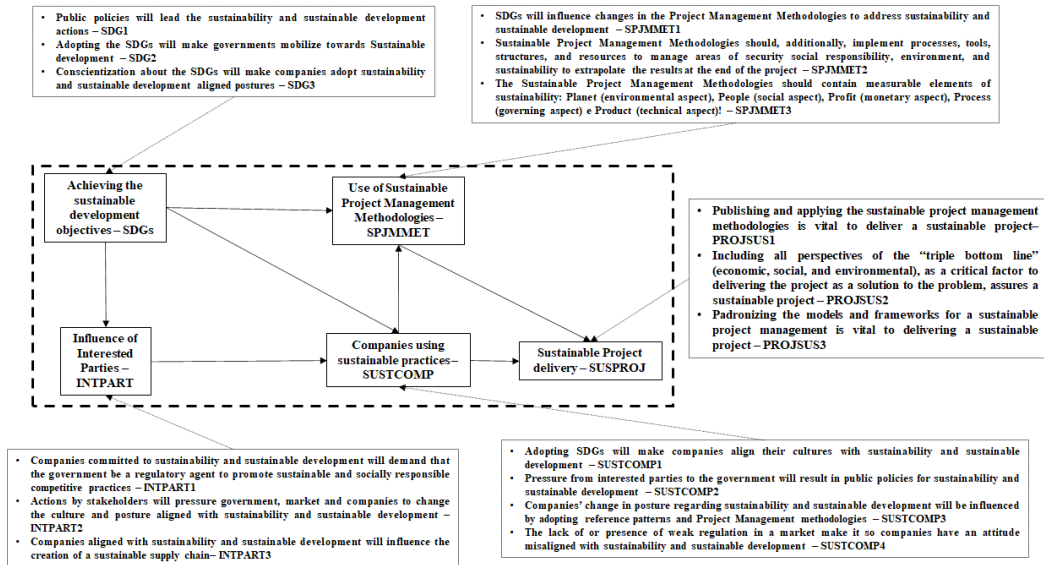 • Public policies will lead the sustainability and sustainable development
actions – SDG1
• Adopting the SDGs will make governments mobilize towards Sustainable
development – SDG2
• Conscientization about the SDGs will make companies adopt sustainability
and sustainable development aligned postures – SDG3
• SDGs will influence changes in the Project Management Methodologies to address sustainability and
sustainable development – SPJMMET1
• Sustainable Project Management Methodologies should, additionally, implement processes, tools,
structures, and resources to manage areas of security social responsibility, environment, and
sustainability to extrapolate the results at the end of the project – SPJMMET2
• The Sustainable Project Management Methodologies should contain measurable elements of
sustainability: Planet (environmental aspect), People (social aspect), Profit (monetary aspect), Process
(governing aspect) e Product (technical aspect)! – SPJMMET3
Achieving the
sustainable
development
objectives – SDGs
Use of Sustainable
Project Management
Methodologies –
SPJMMET
• Publishing and applying the sustainable project management
methodologies is vital to deliver a sustainable project–
PROJSUS1
• Including all perspectives of the “triple bottom line”
(economic, social, and environmental), as a critical factor to
delivering the project as a solution to the problem, assures a
sustainable project – PROJSUS2
• Padronizing the models and frameworks for a sustainable
project management is vital to delivering a sustainable
project – PROJSUS3
Influence of
Interested
Parties –
INTPART
Companies using
sustainable practices–
SUSTCOMP
Sustainable Project
delivery – SUSPROJ
• Companies committed to sustainability and sustainable development will demand that
the government be a regulatory agent to promote sustainable and socially responsible
competitive practices – INTPART1
• Actions by stakeholders will pressure government, market and companies to change
the culture and posture aligned with sustainability and sustainable development –
INTPART2
• Companies aligned with sustainability and sustainable development will influence the
creation of a sustainable supply chain– INTPART3
• Adopting SDGs will make companies align their cultures with sustainability and sustainable
development – SUSTCOMP1
• Pressure from interested parties to the government will result in public policies for sustainability and
sustainable development – SUSTCOMP2
• Companies’ change in posture regarding sustainability and sustainable development will be influenced
by adopting reference patterns and Project Management methodologies – SUSTCOMP3
• The lack of or presence of weak regulation in a market make it so companies have an attitude
misaligned with sustainability and sustainable development – SUSTCOMP4